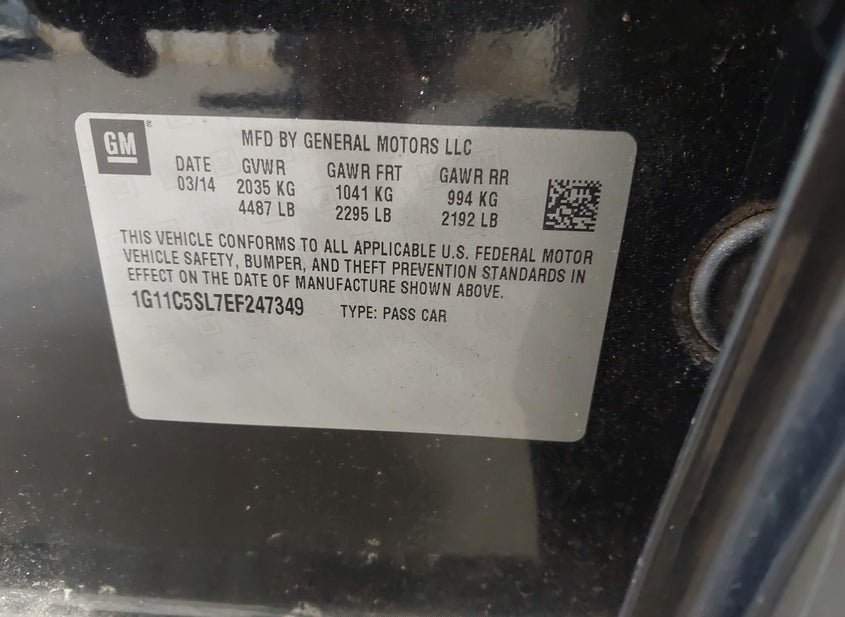 GM
MFD BY GENERAL MOTORS LLC
DATE GVWR GAWR FRT GAWR RR
03/14 2035 KG 1041 KG 994 KG
4487 LB 2295 LB 2192 LB
THIS VEHICLE CONFORMS TO ALL APPLICABLE U.S. FEDERAL MOTOR
VEHICLE SAFETY, BUMPER, AND THEFT PREVENTION STANDARDS IN
EFFECT ON THE DATE OF MANUFACTURE SHOWN ABOVE.
1G11C5SL7EF247349 TYPE: PASS CAR